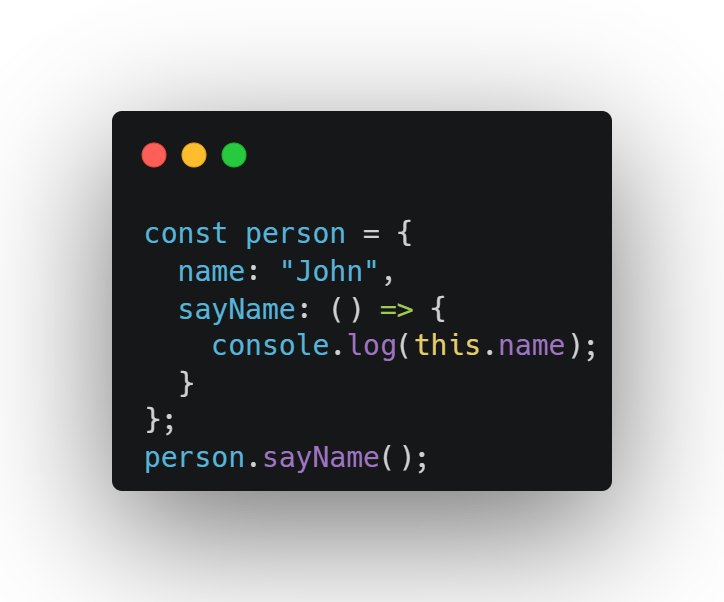 const person = {
  name: "John",
  sayName: () => {
    console.log(this.name);
  }
};
person.sayName();